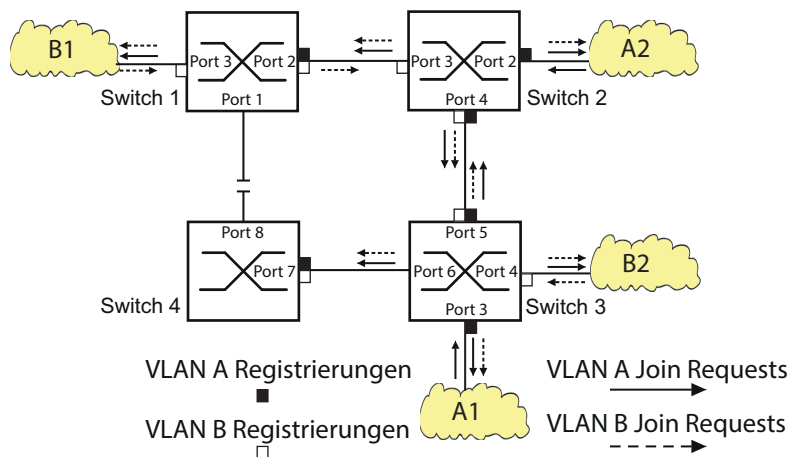 B1
Port 3
Port 2
Port 1
Switch 1
Port 3
Port 2
Port 4
Switch 2
A2
Port 8
Port 7
Switch 4
Port 5
Port 6
Port 4
Port 3
Switch 3
B2
A1
VLAN A Registrierungen
VLAN B Registrierungen
VLAN A Join Requests
VLAN B Join Requests